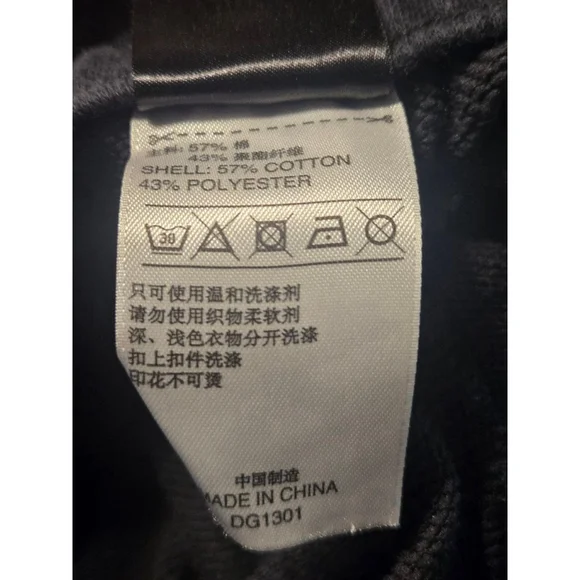 主料: 57% 棉
43% 聚酯纤维
SHELL: 57% COTTON
43% POLYESTER
30
只可使用温和洗涤剂
请勿使用织物柔软剂
深、浅色衣物分开洗涤
扣上扣件洗涤
印花不可烫
中国制造
MADE IN CHINA
DG1301